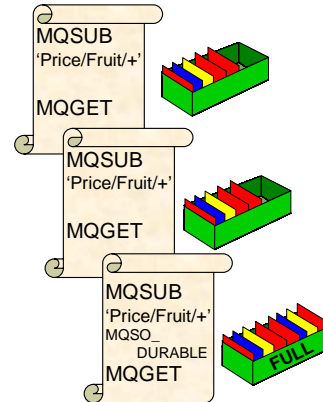 MQSUB
‘Price/Fruit/+’
MQGET
MQSUB
‘Price/Fruit/+’
MQGET
MQSUB
‘Price/Fruit/+’
MQSO_
DURABLE
MQGET
FULL